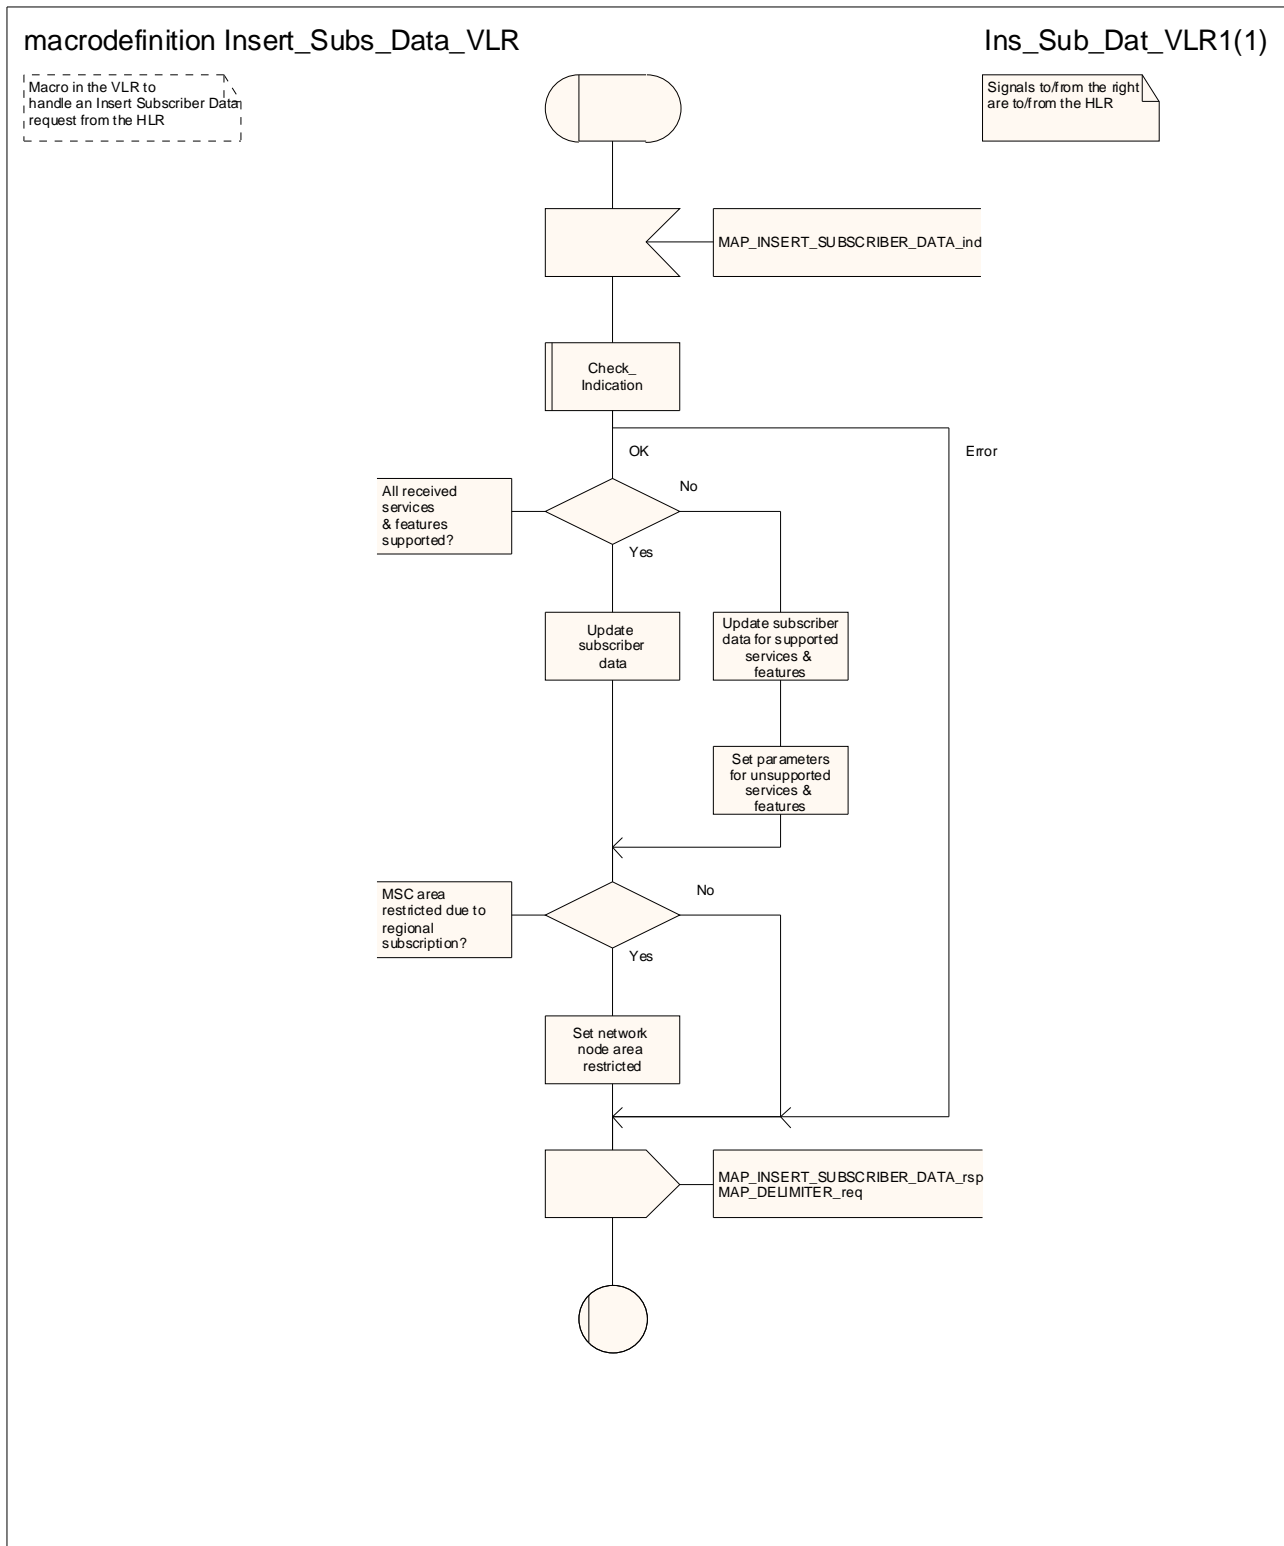 macrodefinition Insert_Subs_Data_VLR
Ins_Sub_Dat_VLR1(1)
Macro in the VLR to
handle an Insert Subscriber Data
request from the HLR
Signals to/from the right
are to/from the HLR
MAP_INSERT_SUBSCRIBER_DATA_ind
Check_
Indication
OK
Error
All received
services
& features
supported?
No
Yes
Update
subscriber
data
Update subscriber
data for supported
services &
features
Set parameters
for unsupported
services &
features
MSC area
restricted due to
regional
subscription?
No
Yes
Set network
node area
restricted
MAP_INSERT_SUBSCRIBER_DATA_rsp
MAP_DELIMITER_req